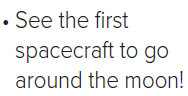 • See the first
spacecraft to go
around the moon!